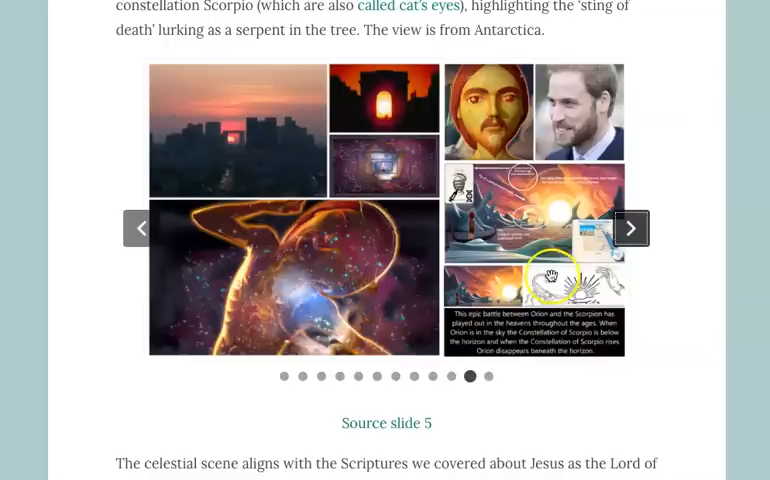 constellation Scorpio (which are also called cat's eyes), highlighting the 'sting of
death' lurking as a serpent in the tree. The view is from Antarctica.
This epic battle between Orion and the Scorpion has
played out in the heavens throughout the ages. When
Orion is in the sky the Constellation of Scorpio is below
the horizon and when the Constellation of Scorpio rises
Orion disappears beneath the horizon.
Source slide 5
The celestial scene aligns with the Scriptures we covered about Jesus as the Lord of